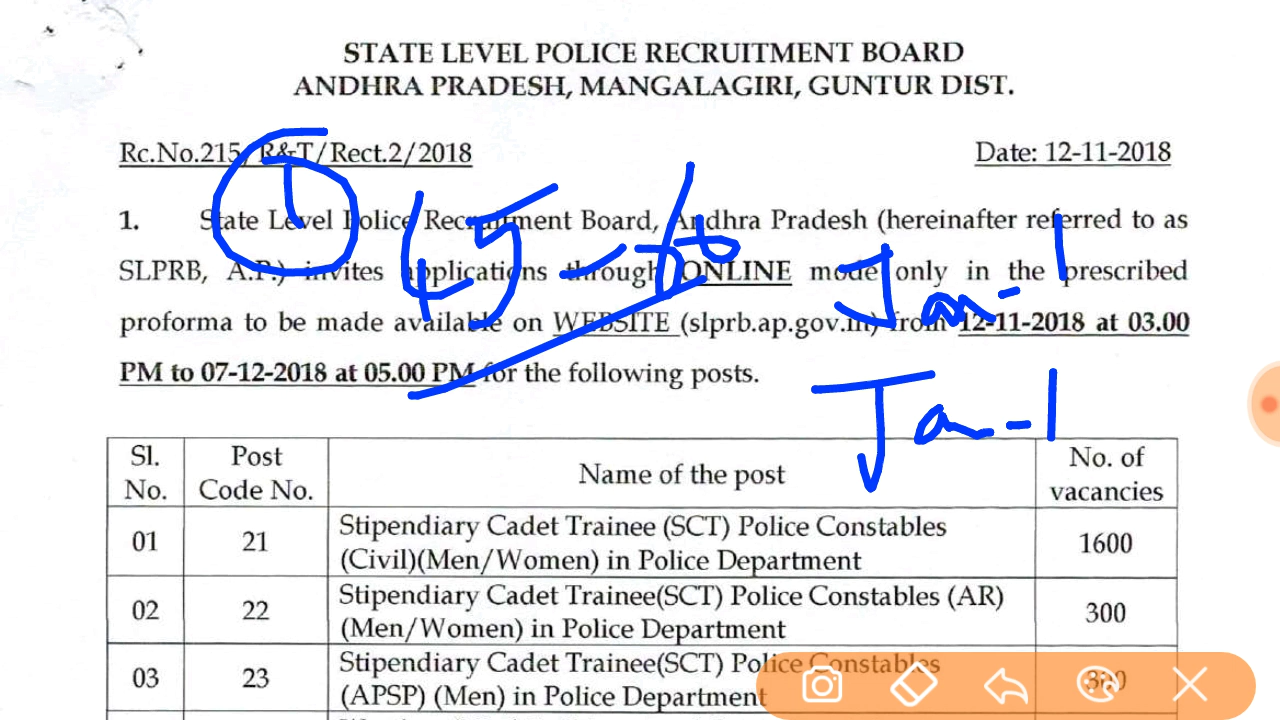 STATE LEVEL POLICE RECRUITMENT BOARD
ANDHRA PRADESH, MANGALAGIRI, GUNTUR DIST.
Rc.No.215/R&T/Rect.2/2018 Date: 12-11-2018
1. State Level Police Recruitment Board, Andhra Pradesh (hereinafter referred to as
SLPRB, A.P.) invites applications through ONLINE mode only in the prescribed
proforma to be made available on WEBSITE (slprb.ap.gov.in) from 12-11-2018 at 03.00
PM to 07-12-2018 at 05.00 PM for the following posts.
1
45 -
Jan - 1
Jan - 1
Sl. No. Post Code No. Name of the post No. of vacancies
01 21 Stipendiary Cadet Trainee (SCT) Police Constables (Civil)(Men/Women) in Police Department 1600
02 22 Stipendiary Cadet Trainee(SCT) Police Constables (AR) (Men/Women) in Police Department 300
03 23 Stipendiary Cadet Trainee(SCT) Police Constables (APSP) (Men) in Police Department